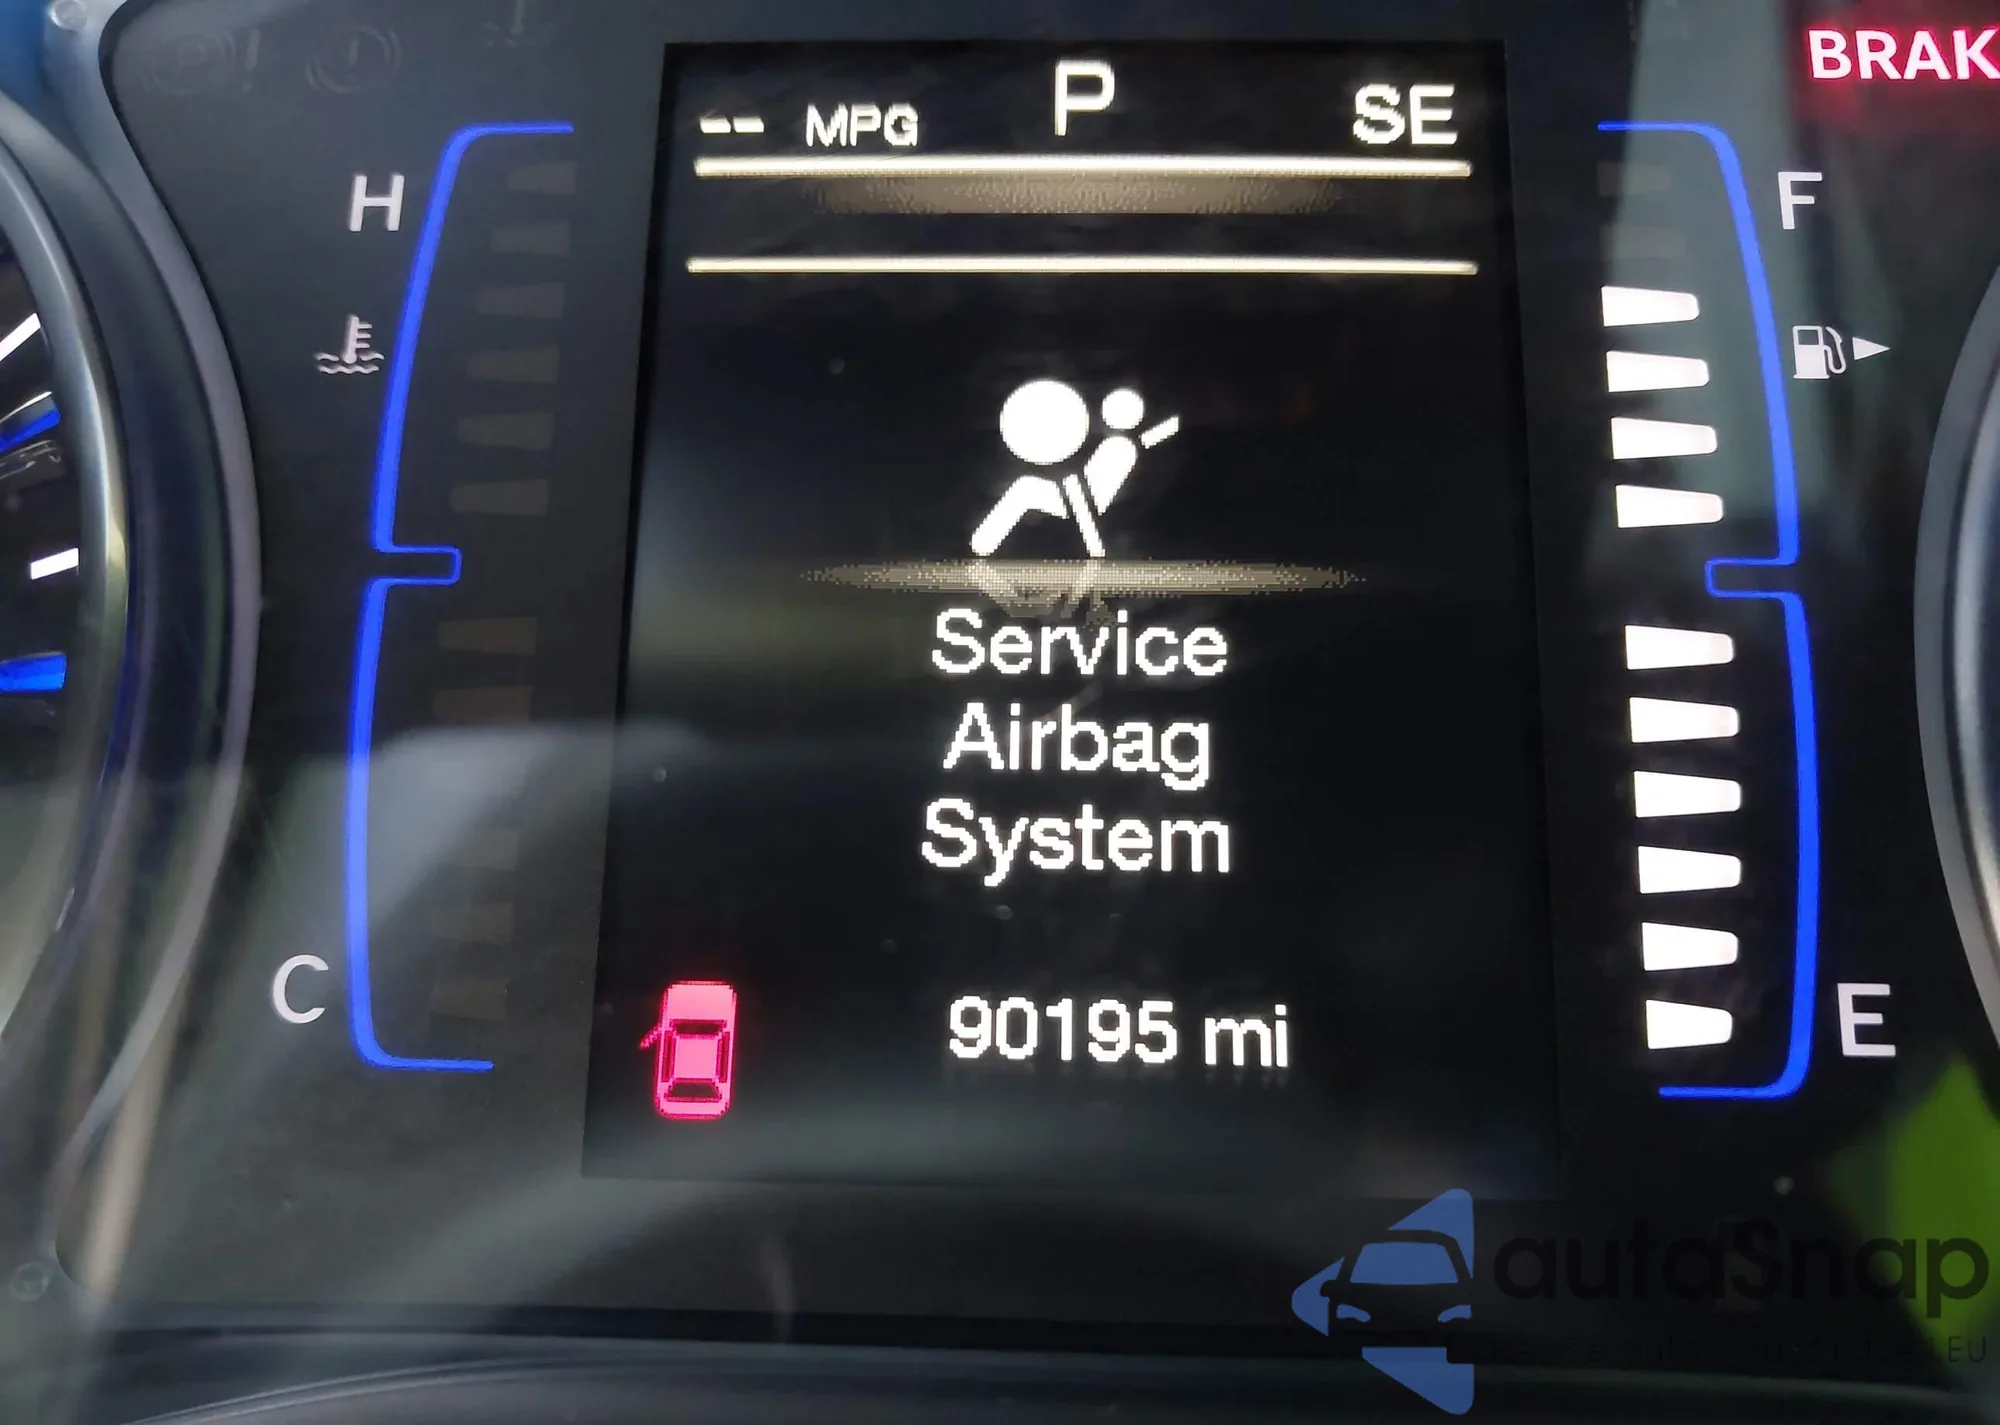 BRAK
-- MPG P SE
H F
Service
Airbag
System
C 90195 mi E
autoSnap